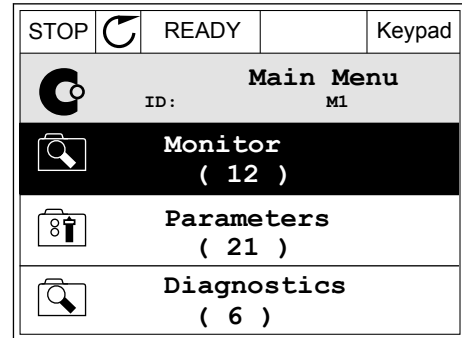 STOP READY Keypad
Main Menu
ID: M1
Monitor
( 12 )
Parameters
( 21 )
Diagnostics
( 6 )